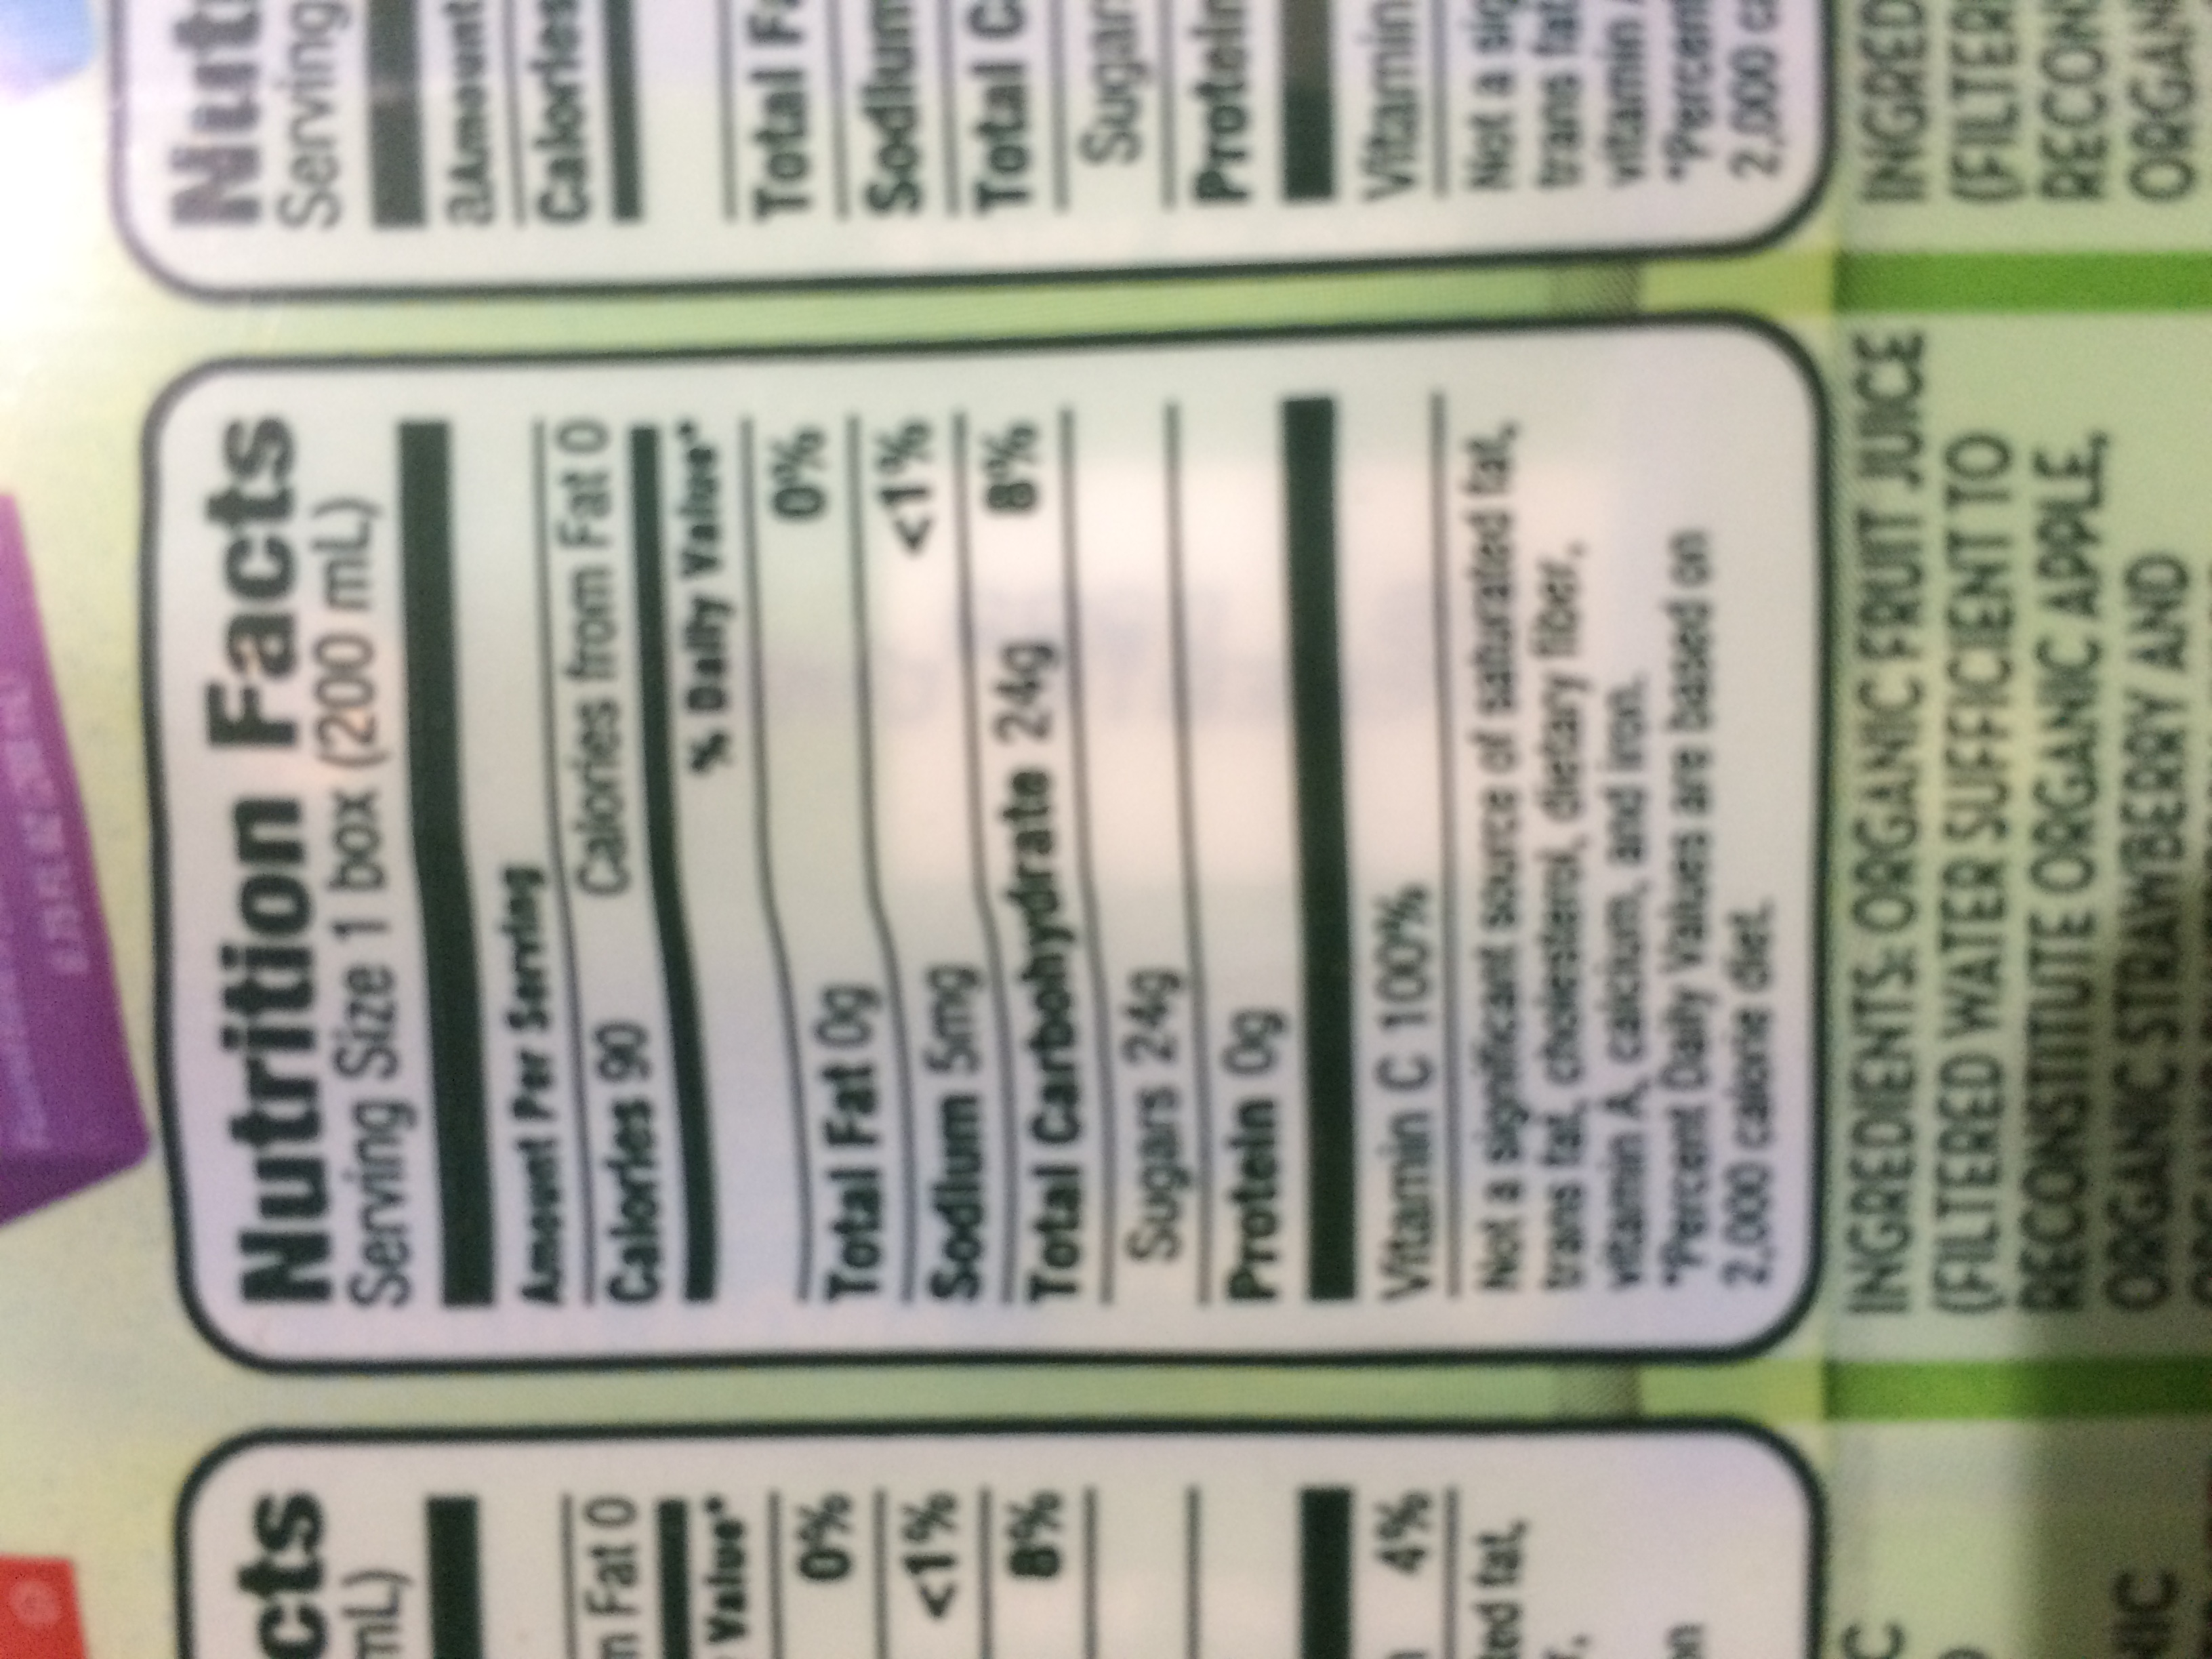 6.75 FL OZ (200 mL)
cts
mL)
m Fat 0
Value*
0%
<1%
8%
4%
ted fat,
r,
on
C
NIC
Nutrition Facts
Serving Size 1 box (200 mL)
Amount Per Serving
Calories 90 Calories from Fat 0
% Daily Value*
Total Fat 0g 0%
Sodium 5mg <1%
Total Carbohydrate 24g 8%
Sugars 24g
Protein 0g
Vitamin C 100%
Not a significant source of saturated fat,
trans fat, cholesterol, dietary fiber,
vitamin A, calcium, and iron.
*Percent Daily Values are based on
2,000 calorie diet.
INGREDIENTS: ORGANIC FRUIT JUICE
(FILTERED WATER SUFFICIENT TO
RECONSTITUTE ORGANIC APPLE,
ORGANIC STRAWBERRY AND
Nut
Serving
aAmount
Calories
Total Fa
Sodium
Total C
Sugars
Protein
Vitamin
Not a sig
trans fat
vitamin
*Percent
2,000 ca
INGRED
(FILTER
RECON
ORGAN